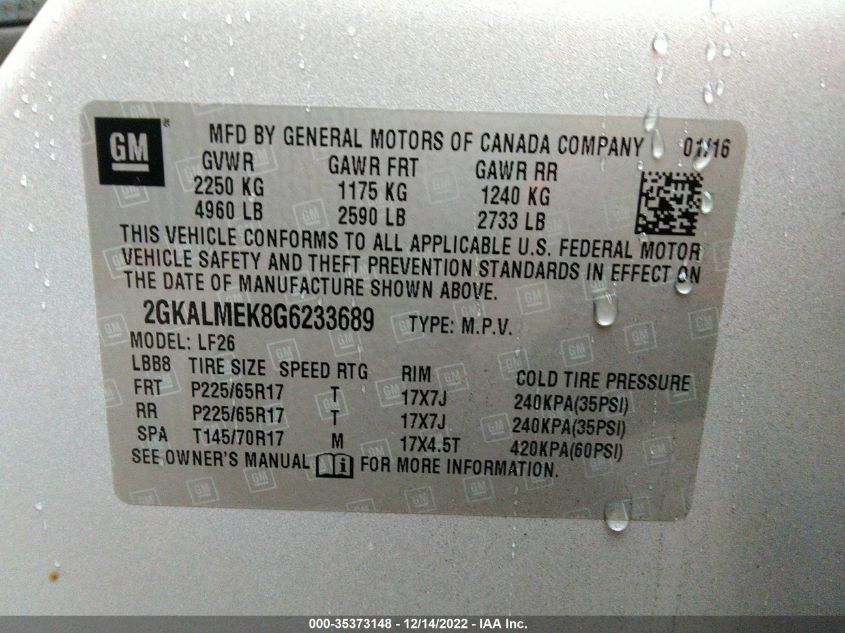 GM ® MFD BY GENERAL MOTORS OF CANADA COMPANY 01/16
GVWR GAWR FRT GAWR RR
2250 KG 1175 KG 1240 KG
4960 LB 2590 LB 2733 LB
THIS VEHICLE CONFORMS TO ALL APPLICABLE U.S. FEDERAL MOTOR
VEHICLE SAFETY AND THEFT PREVENTION STANDARDS IN EFFECT ON
THE DATE OF MANUFACTURE SHOWN ABOVE.
2GKALMEK8G6233689 TYPE: M.P.V.
MODEL: LF26
LBB8 TIRE SIZE SPEED RTG RIM COLD TIRE PRESSURE
FRT P225/65R17 T 17X7J 240KPA(35PSI)
RR P225/65R17 T 17X7J 240KPA(35PSI)
SPA T145/70R17 M 17X4.5T 420KPA(60PSI)
SEE OWNER'S MANUAL FOR MORE INFORMATION.
000-35373148 - 12/14/2022 - IAA Inc.